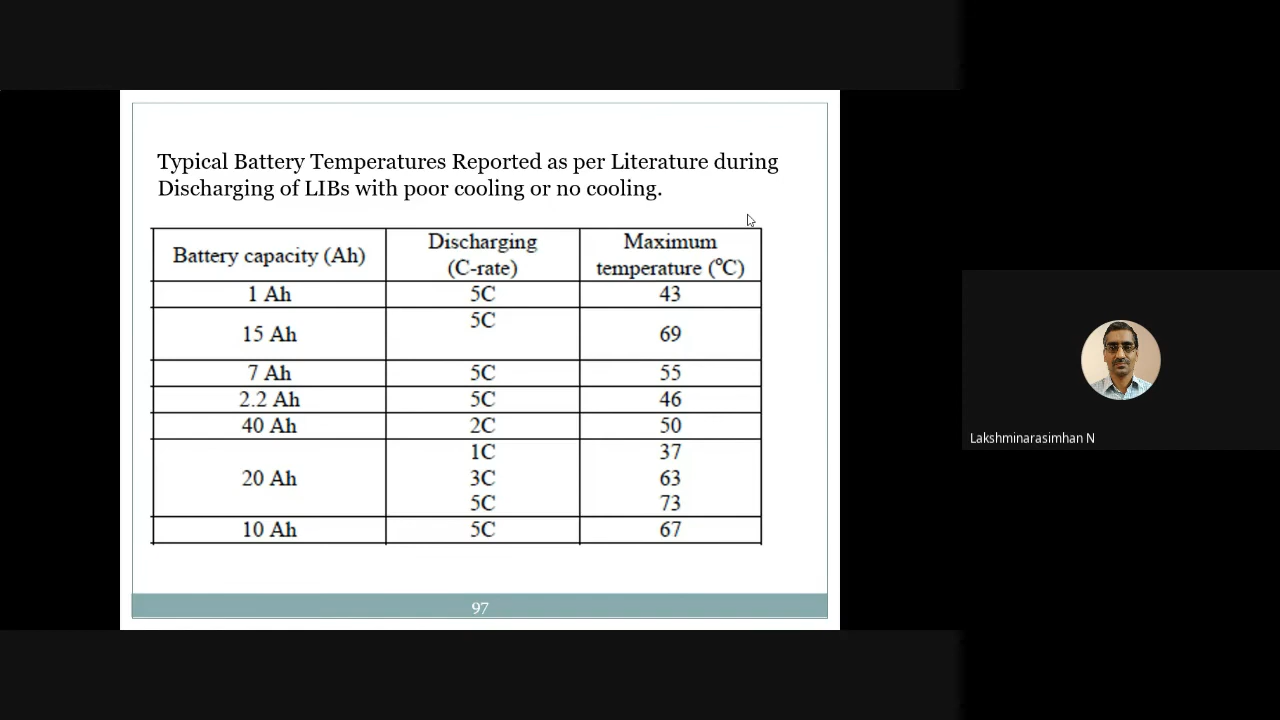 Typical Battery Temperatures Reported as per Literature during
Discharging of LIBs with poor cooling or no cooling.
Battery capacity (Ah) Discharging (C-rate) Maximum temperature (⁰C)
1 Ah 5C 43
15 Ah 5C 69
7 Ah 5C 55
2.2 Ah 5C 46
40 Ah 2C 50
20 Ah 1C 37
3C 63
5C 73
10 Ah 5C 67
97
Lakshminarasimhan N